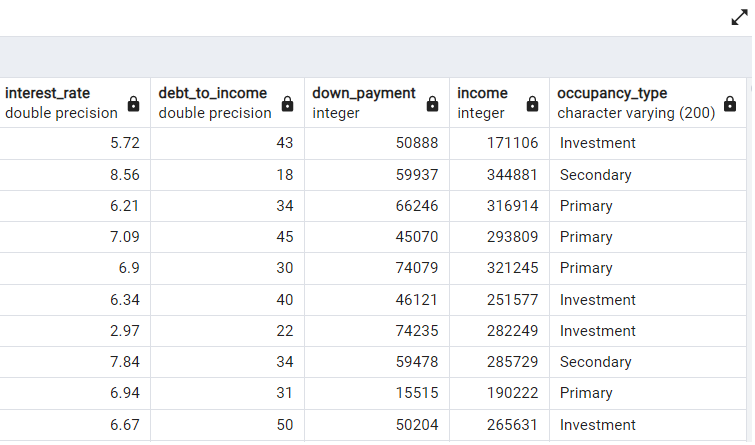 interest_rate debt_to_income down_payment income occupancy_type
double precision double precision integer integer character varying (200)
5.72 43 50888 171106 Investment
8.56 18 59937 344881 Secondary
6.21 34 66246 316914 Primary
7.09 45 45070 293809 Primary
6.9 30 74079 321245 Primary
6.34 40 46121 251577 Investment
2.97 22 74235 282249 Investment
7.84 34 59478 285729 Secondary
6.94 31 15515 190222 Primary
6.67 50 50204 265631 Investment